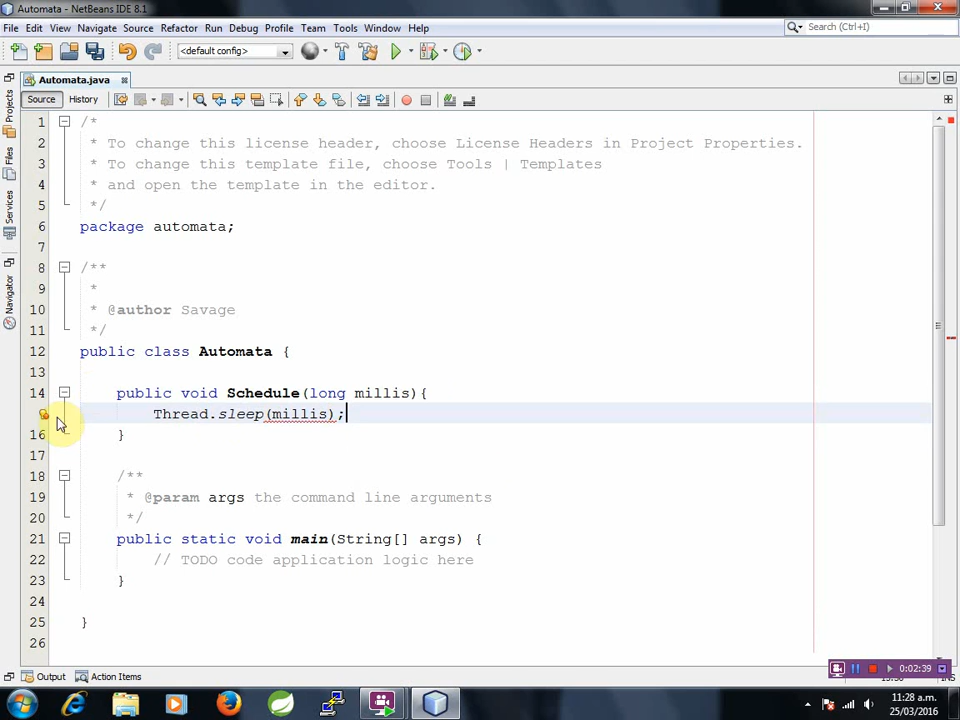 Automata - NetBeans IDE 8.1
File Edit View Navigate Source Refactor Run Debug Profile Team Tools Window Help
Search (Ctrl+I)
<default config>
Automata.java
Source History
Projects
Files
Services
Navigator
1 /*
2 * To change this license header, choose License Headers in Project Properties.
3 * To change this template file, choose Tools | Templates
4 * and open the template in the editor.
5 */
6 package automata;
7
8 /**
9 *
10 * @author Savage
11 */
12 public class Automata {
13
14 public void Schedule(long millis){
Thread.sleep(millis);
16 }
17
18 /**
19 * @param args the command line arguments
20 */
21 public static void main(String[] args) {
22 // TODO code application logic here
23 }
24
25 }
26
Output Action Items
0:02:39
INS
11:28 a.m.
25/03/2016